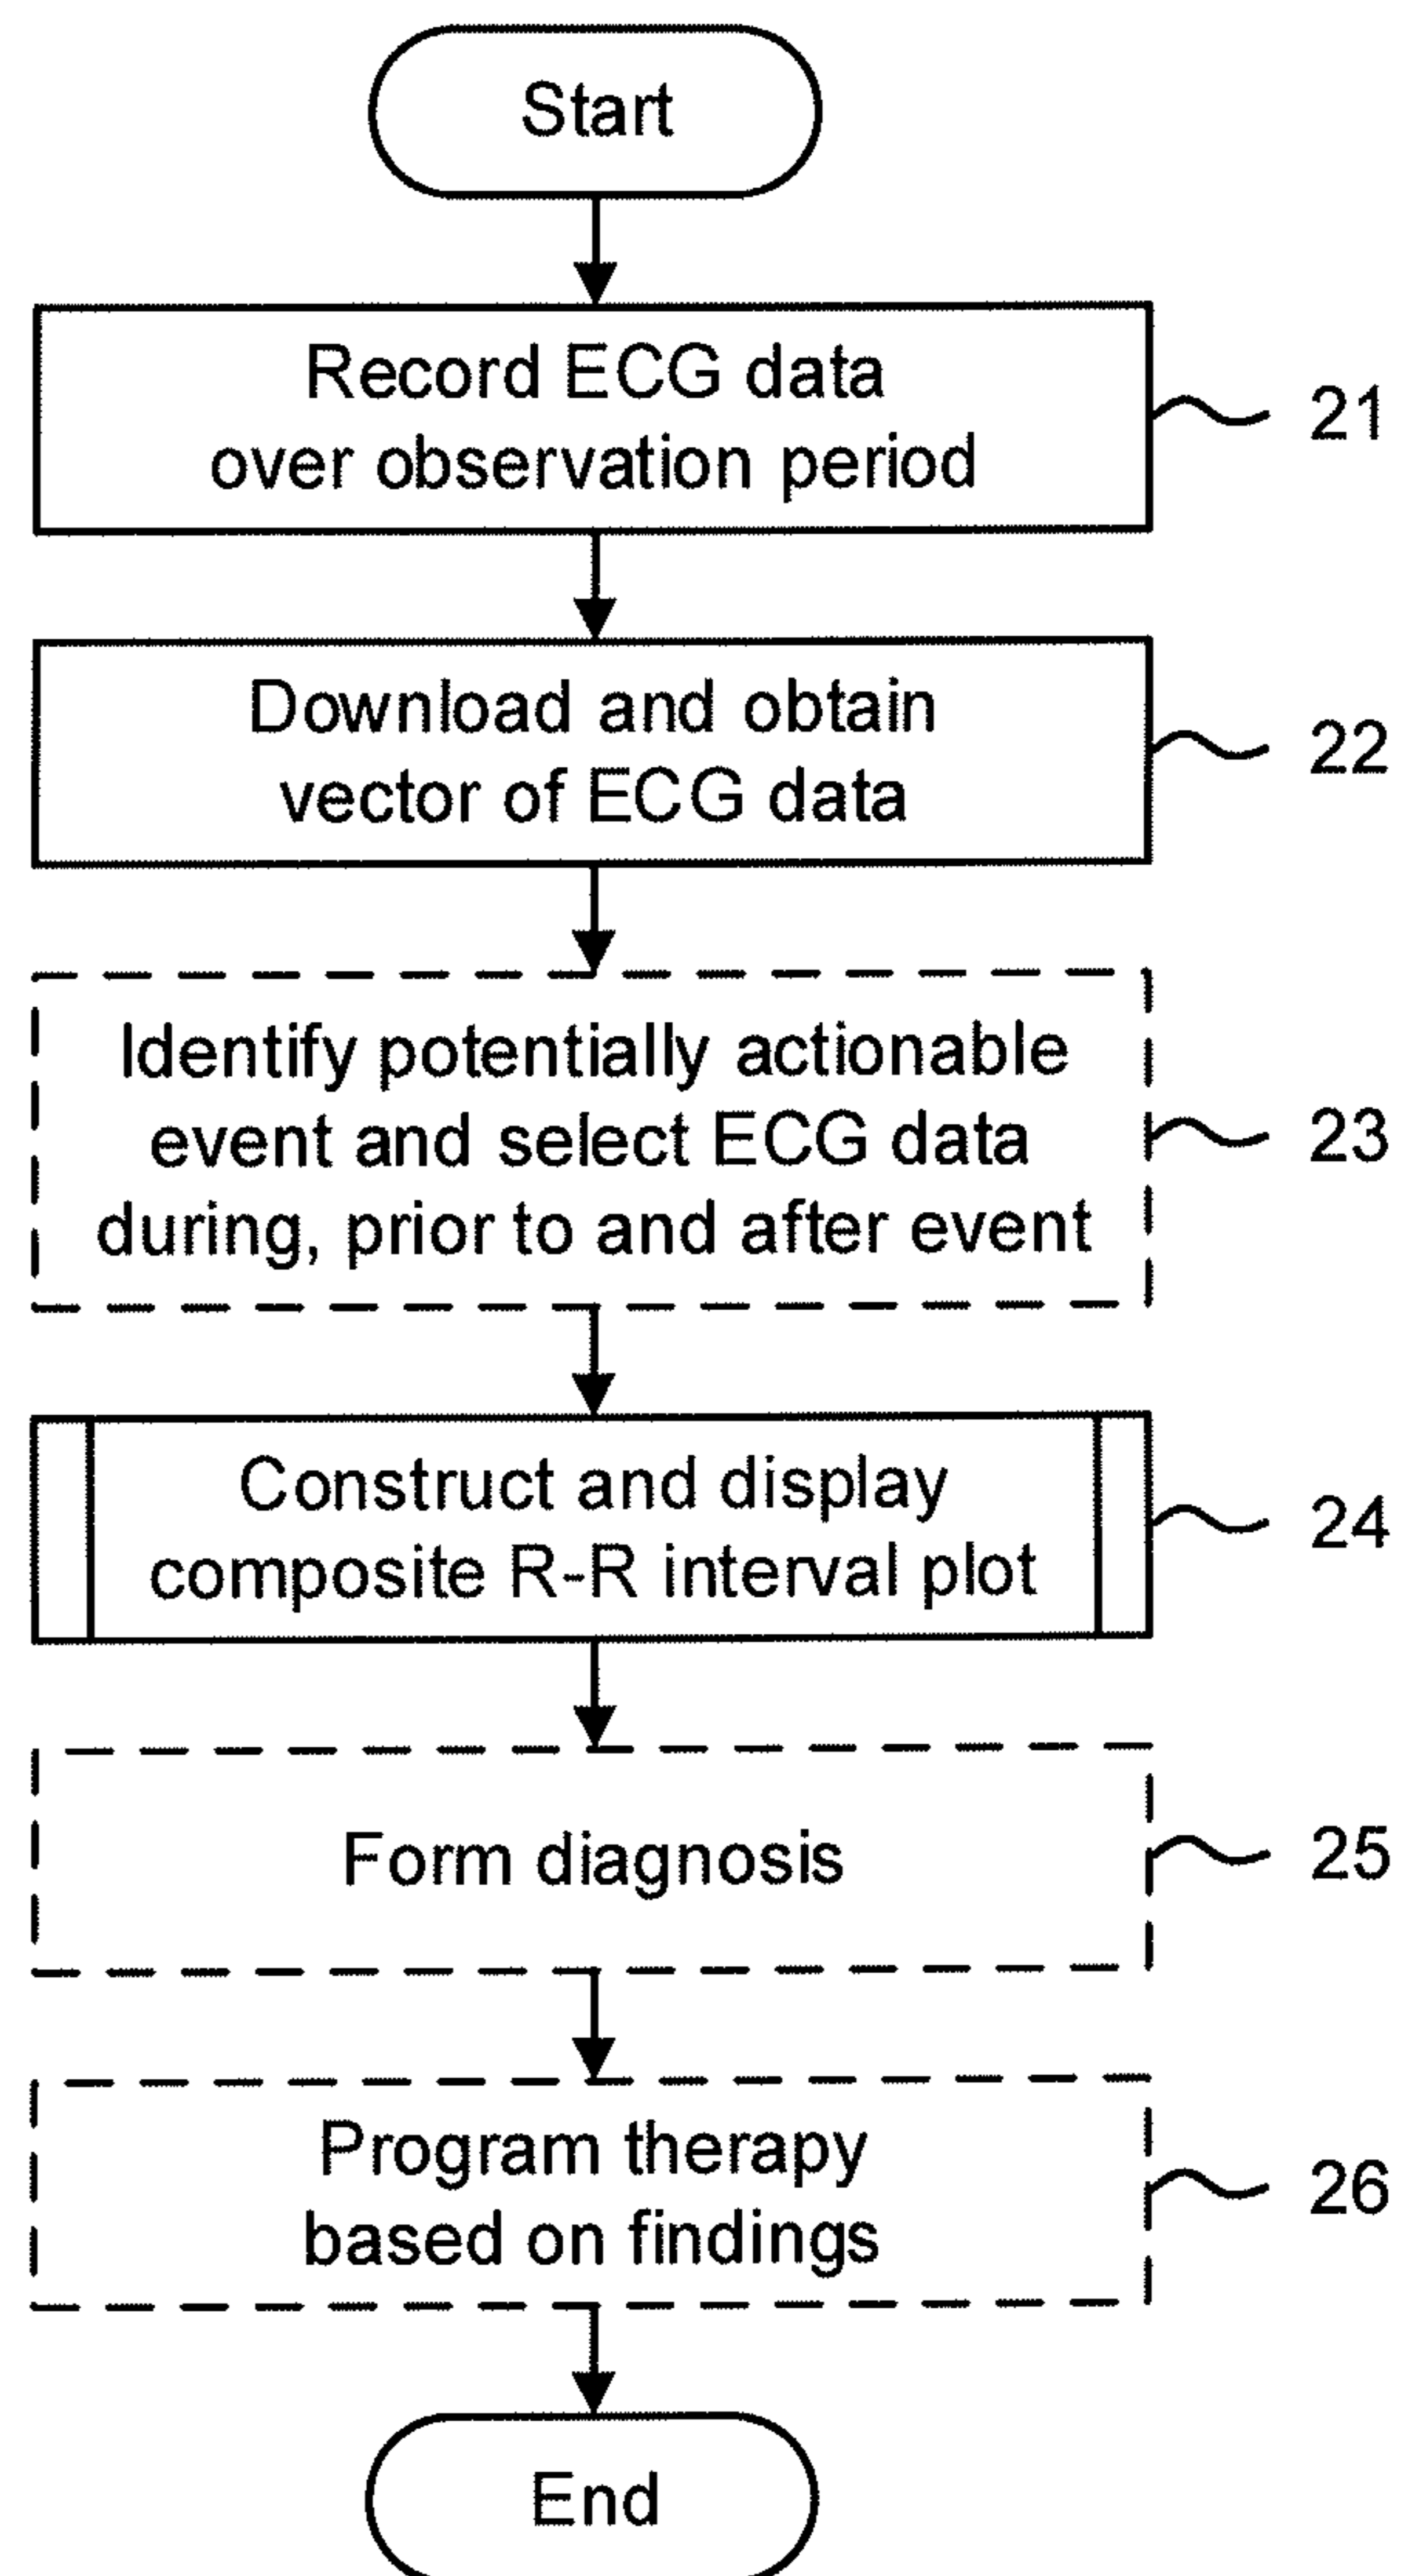 Start
Record ECG data
over observation period
21
Download and obtain
vector of ECG data
22
Identify potentially actionable
event and select ECG data
during, prior to and after event
23
Construct and display
composite R-R interval plot
24
Form diagnosis
25
Program therapy
based on findings
26
End